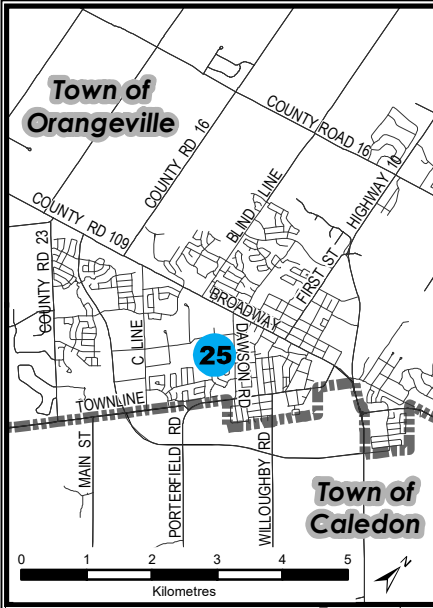 Town of
Orangeville
COUNTY ROAD 16
COUNTY RD 16
HIGHWAY 10
BLIND LINE
COUNTY RD 109
COUNTY RD 23
FIRST ST
BROADWAY
C LINE
DAWSON RD
25
TOWNLINE
MAIN ST
PORTERFIELD RD
WILLOUGHBY RD
Town of
Caledon
0 1 2 3 4 5
Kilometres
N